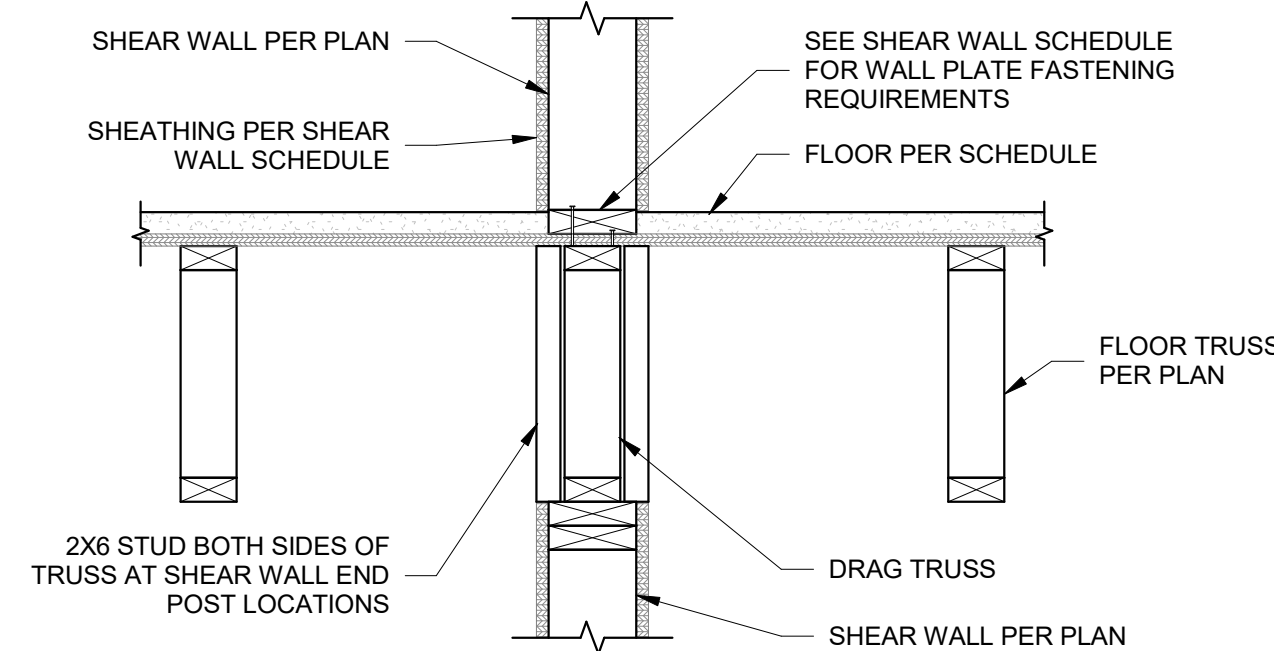 SHEAR WALL PER PLAN
SHEATHING PER SHEAR
WALL SCHEDULE
SEE SHEAR WALL SCHEDULE
FOR WALL PLATE FASTENING
REQUIREMENTS
FLOOR PER SCHEDULE
FLOOR TRUSS
PER PLAN
2X6 STUD BOTH SIDES OF
TRUSS AT SHEAR WALL END
POST LOCATIONS
DRAG TRUSS
SHEAR WALL PER PLAN